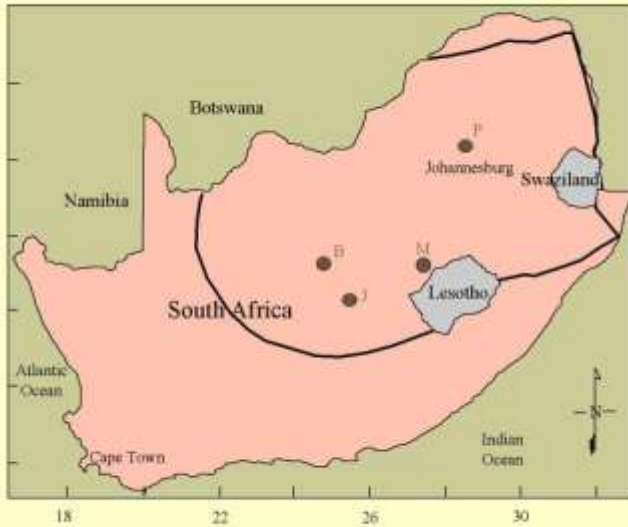 Botswana
P
Johannesburg
Swaziland
Namibia
B
M
Lesotho
J
South Africa
Atlantic
Ocean
N
Indian
Ocean
Cape Town
18
22
26
30